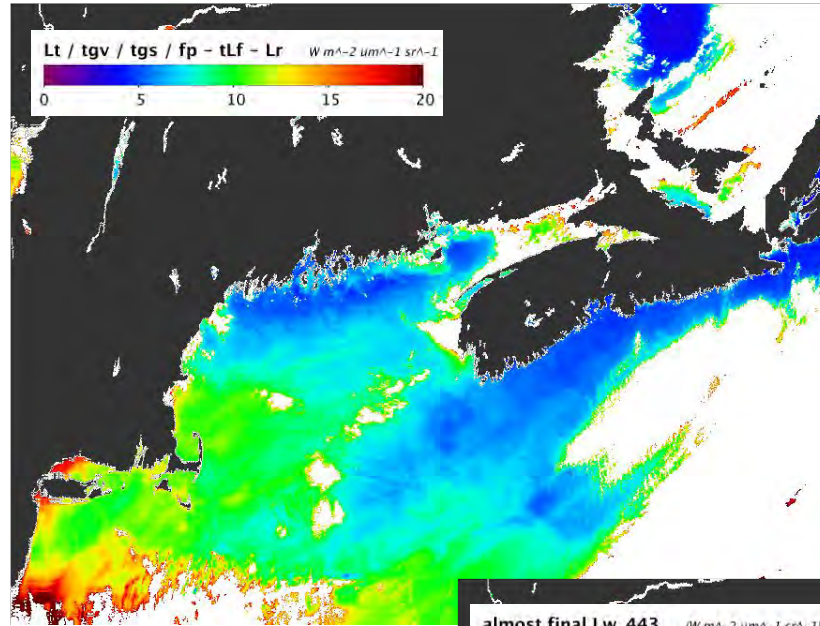 Lt / tgv / tgs / fp – tLf – Lr W m^-2 um^-1 sr^-1
0 5 10 15 20
almost final Lw 443